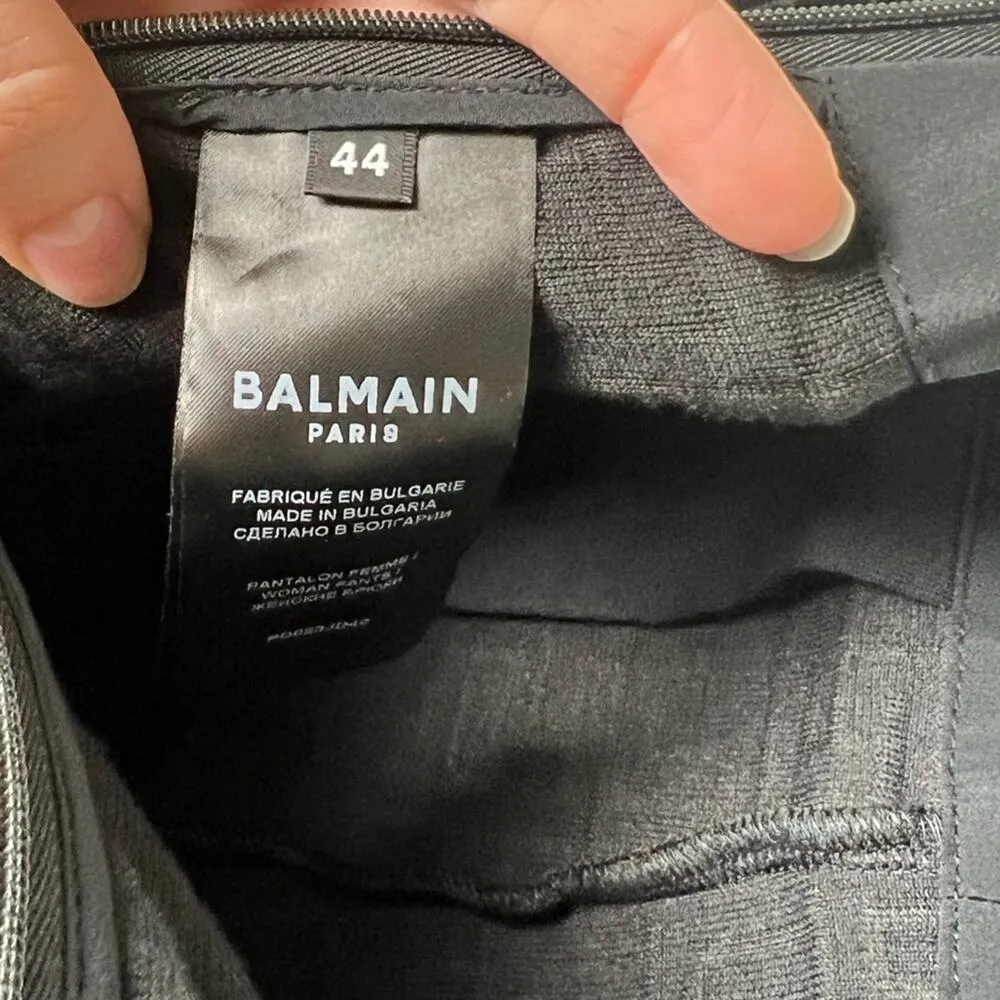 44
BALMAIN
PARIS
FABRIQUÉ EN BULGARIE
MADE IN BULGARIA
СДЕЛАНО В БОЛГАРИИ
PANTALON FEMME /
WOMAN PANTS /
ЖЕНСКИЕ БРЮКИ